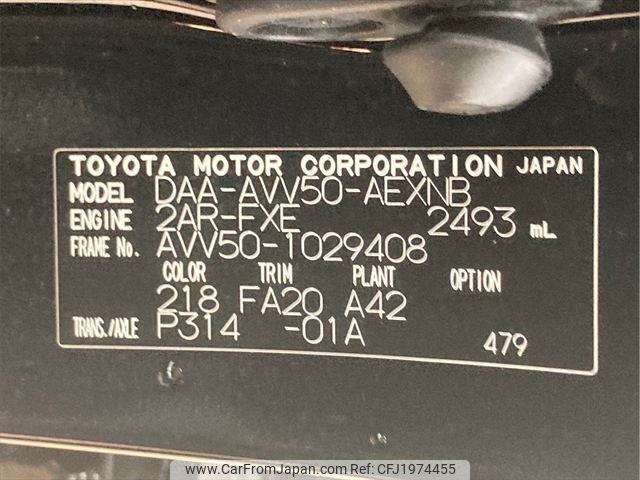 TOYOTA MOTOR CORPORATION JAPAN
MODEL DAA-AVV50-AEXNB
ENGINE 2AR-FXE 2493 mL
FRAME No. AVV50-1029408
COLOR TRIM PLANT OPTION
218 FA20 A42
TRANS./AXLE P314 -01A 479
www.CarFromJapan.com | CFJ1974455